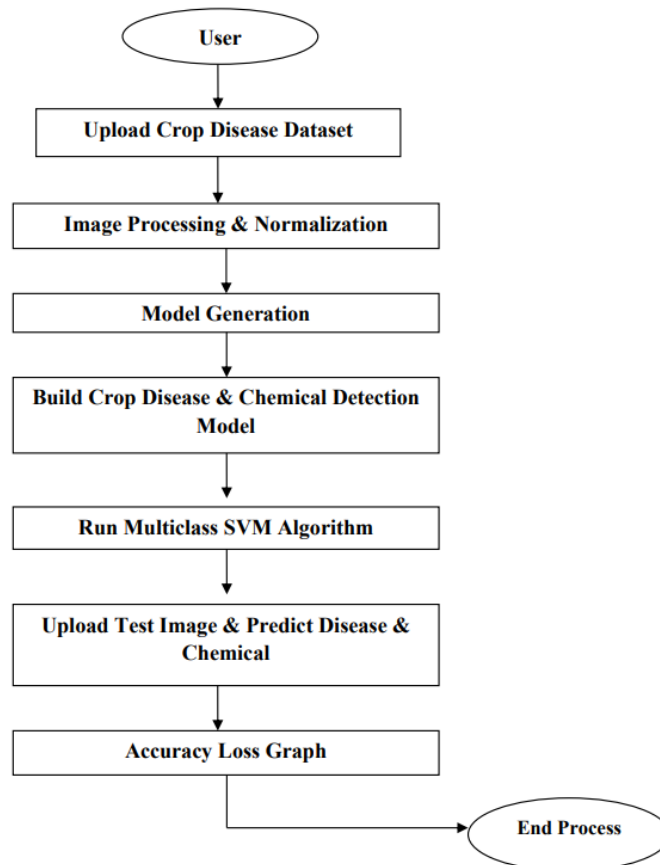 User
Upload Crop Disease Dataset
Image Processing & Normalization
Model Generation
Build Crop Disease & Chemical Detection
Model
Run Multiclass SVM Algorithm
Upload Test Image & Predict Disease &
Chemical
Accuracy Loss Graph
End Process